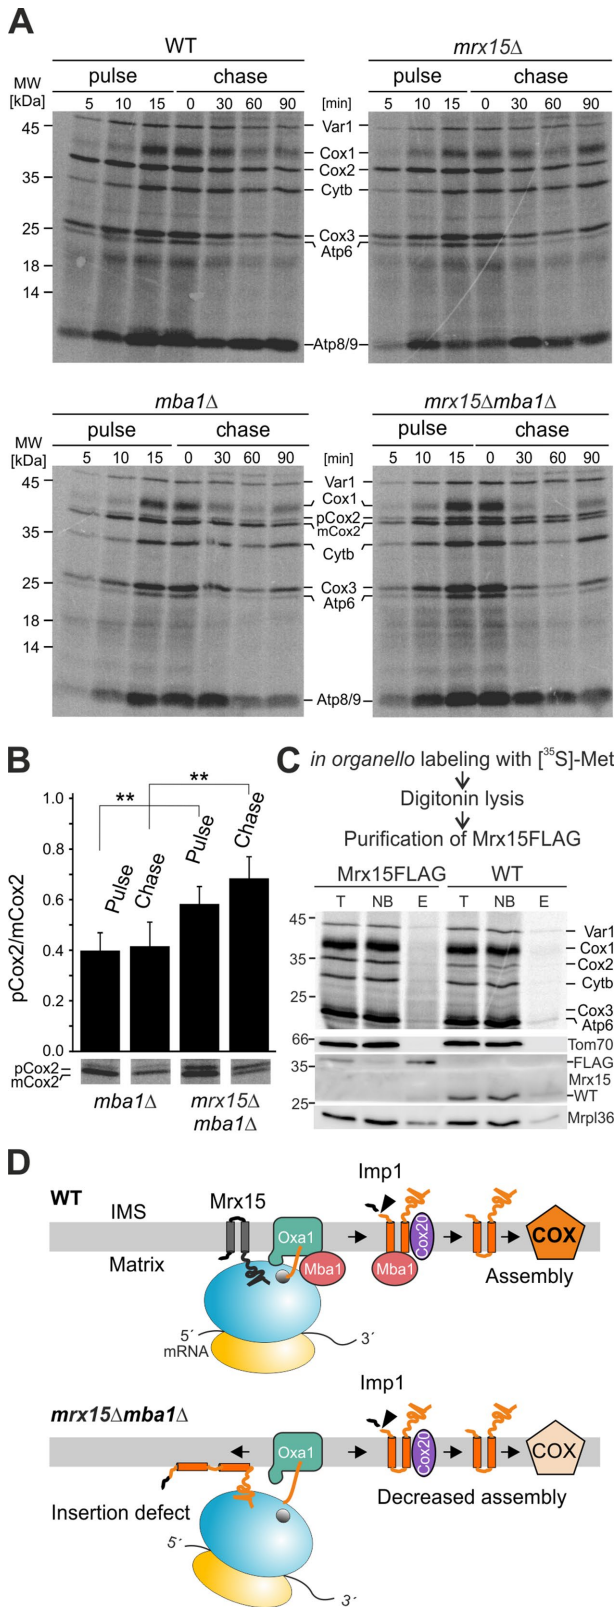 A
WT
mrx15Δ
MW
[kDa]
pulse
chase
pulse
chase
5 10 15 0 30 60 90 [min] 5 10 15 0 30 60 90
45
35
25
18
14
Var1
Cox1
Cox2
Cytb
Cox3
Atp6
Atp8/9
mba1Δ
mrx15Δmba1Δ
MW
[kDa]
pulse
chase
pulse
chase
5 10 15 0 30 60 90 [min] 5 10 15 0 30 60 90
45
35
25
18
14
Var1
Cox1
pCox2
mCox2
Cytb
Cox3
Atp6
Atp8/9
B
pCox2/mCox2
1.0
0.8
0.6
0.4
0.2
0.0
**
**
Pulse
Chase
Pulse
Chase
pCox2
mCox2
mba1Δ
mrx15Δ
mba1Δ
C
in organello labeling with [³⁵S]-Met
Digitonin lysis
Purification of Mrx15FLAG
Mrx15FLAG
WT
T NB E T NB E
45
35
25
66
35
25
Var1
Cox1
Cox2
Cytb
Cox3
Atp6
Tom70
FLAG
Mrx15
WT
Mrpl36
D
WT
IMS
Matrix
Mrx15
Oxa1
Mba1
Imp1
Cox20
Mba1
COX
Assembly
5´
mRNA
3´
mrx15Δmba1Δ
Imp1
Oxa1
Cox20
COX
Insertion defect
Decreased assembly
5´
3´